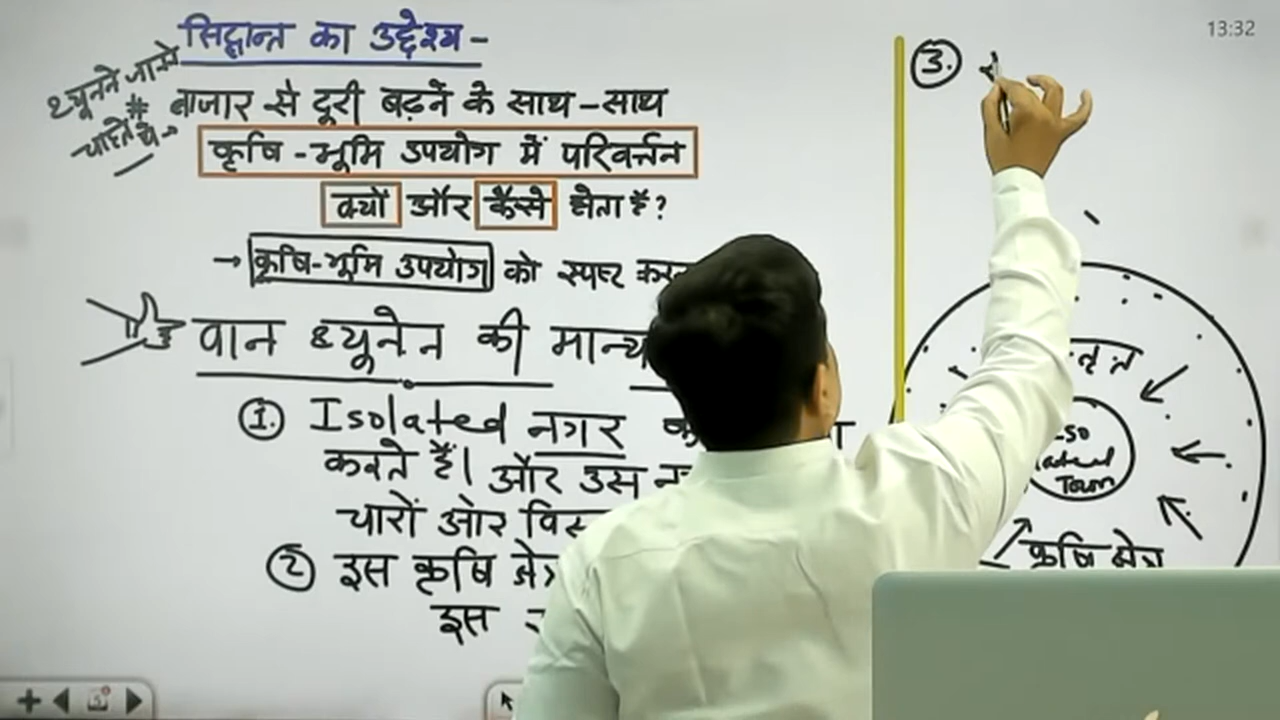 सिद्धान्त का उद्देश्य -
थ्यूनेन जानने
चाहते थे →
* बाजार से दूरी बढ़ने के साथ-साथ
कृषि-भूमि उपयोग में परिवर्त्तन
क्यों और कैसे होता है?
→ कृषि-भूमि उपयोग को स्पष्ट
वान थ्यूनेन की
① Isolated नगर
करते हैं। और उस
चारों ओर
② इस कृषि क्षेत्र
इस
13:32
③.
Town
कृषि क्षेत्र